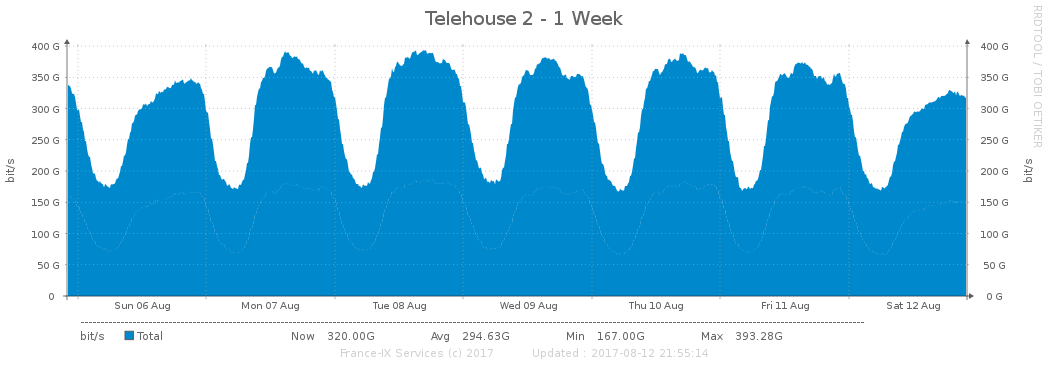 Telehouse 2 - 1 Week
RRDTOOL / TOBI OETIKER
bit/s
400 G
350 G
300 G
250 G
200 G
150 G
100 G
50 G
0
400 G
350 G
300 G
250 G
200 G
150 G
100 G
50 G
0 G
bit/s
Sun 06 Aug Mon 07 Aug Tue 08 Aug Wed 09 Aug Thu 10 Aug Fri 11 Aug Sat 12 Aug
bit/s Total Now 320.00G Avg 294.63G Min 167.00G Max 393.28G
France-IX Services (c) 2017 Updated : 2017-08-12 21:55:14